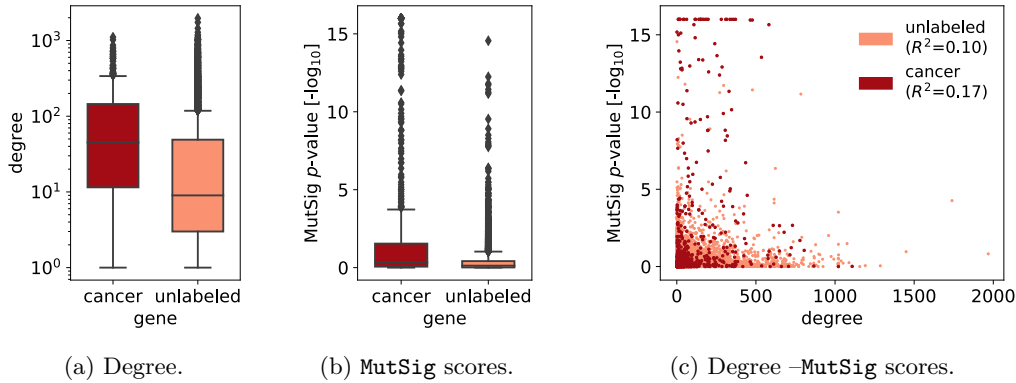 degree
10³
10²
10¹
10⁰
cancer unlabeled
gene
(a) Degree.
MutSig p-value [-log₁₀]
15
10
5
0
cancer unlabeled
gene
(b) MutSig scores.
MutSig p-value [-log₁₀]
15
10
5
0
unlabeled
(R²=0.10)
cancer
(R²=0.17)
0 500 1000 1500 2000
degree
(c) Degree –MutSig scores.